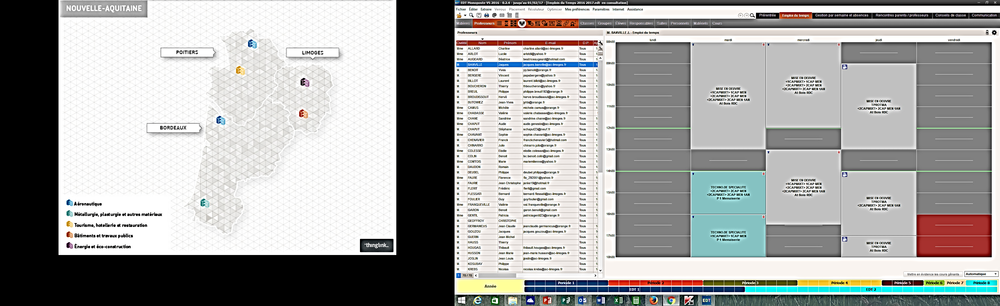 NOUVELLE-AQUITAINE
POITIERS
LIMOGES
BORDEAUX
Aéronautique
Métallurgie, plasturgie et autres matériaux
Tourisme, hotellerie et restauration
Bâtiments et travaux publics
Énergie et éco-construction
thinglink..
EDT Monoposte VS 2016 - 0.2.4 - jusqu'au 01/02/17 - [Emplois du Temps 2016 2017.edt en consultation]
Fichier Éditer Extraire Verrous Placement Résoluteur Optimiser Mes préférences Paramètres Internet Assistance
Prérentrée Emploi du temps Gestion par semaine et absences Rencontres parents / professeurs Conseils de classe Communication
Matières Professeurs Classes Groupes Élèves Responsables Salles Personnels Matériels Cours
Professeurs
Civilité Nom Prénom E-mail D.P.
Mme ALLARD Charline charline.allard@ac-limoges.fr Tous
Mme ARLOT Lucile arlotdl@yahoo.fr Tous
Mme AUGEARD Béatrice beatriceaugeard@hotmail.com Tous
M. BANVILLE Jaques jacques.banville@ac-limoges.fr Tous
M. BENOIT Yves yy.benoit@orange.fr Tous
M. BERGERE Vincent papabergere@yahoo.fr Tous
M. BILLOT Laurent laurent.billot@ac-limoges.fr Tous
M. BOUCHERON Thierry thboucheron@yahoo.fr Tous
M. BREUIL Philippe philippe.breuil192@orange.fr Tous
M. BROUDISSOUT Hervé herve.broudissout@ac-limoges.fr Tous
M. BUTOWIEZ Jean-Yves jyhb@orange.fr Tous
Mme CAMUS MIchèle michele.camus@orange.fr Tous
Mme CHABASSE Valérie valerie.chabasse@ac-limoges.fr Tous
Mme CHANE Sandrine sandrine.chane@ac-limoges.fr Tous
Mme CHAPUT Aude aude.geneste@ac-limoges.fr Tous
M. CHAPUT Stéphane schaput23@neuf.fr Tous
Mme CHAVANT Sophie sophie.chavant@ac-limoges.fr Tous
M. CHENAVIER Franck franckchenavier3@hotmail.com Tous
M. CHINARRO Julio chinarro.julio@orange.fr Tous
Mme COLESSE Elodie elodie.colesse@ac-limoges.fr Tous
M. COLIN Benoit bc.benoit.colin@gmail.com Tous
Mme COMTOIS Marie mariemilienne@yahoo.fr Tous
M. DAUDON Romain Tous
M. DEUBEL Philippe deubel.philippe@orange.fr Tous
Mme FAURE Florence flo_292001@yahoo.fr Tous
M. FAURIE Jean Christophe janke19@hotmail.fr Tous
M. FLERIT Frédéric flerit@gmail.com Tous
M. FLESSATI Bernard bernard.flessati@ac-limoges.fr Tous
M. FOULIER Guy guyfoulier@gmail.com Tous
Mme FRANQUEVILLE Valérie val.franqueville@orange.fr Tous
M. GARON Benoit garon.benoit@gmail.com Tous
Mme GENTIL Patricia patriciagentil23@orange.fr Tous
M. GEOFFROY CHRISTOPHE Tous
M. GERMANICUS Jean Claude jeanclaude.germanicus@orange.fr Tous
M. GOUZOU Jacques jacques.gouzou@ac-limoges.fr Tous
M. GUERIN Jean Michel Tous
M. HAUSS Thierry Tous
M. HOUGAS Thibault thibault.hougas@ac-limoges.fr Tous
M. HUSSON Jean Marie jean-marie.husson@ac-limoges.fr Tous
M. JOSLIN Jean Louis jjoslin@ac-limoges.fr Tous
M. KOSUBAY Philippe Tous
M. KREBS Nicolas nicolas.krebs@ac-limoges.fr Tous
1 78 / 78
M. BANVILLE J. - Emploi du temps
lundi mardi mercredi jeudi vendredi
08h00
09h00
10h00
11h00
12h00
13h00
14h00
15h00
16h00
17h00
18h00
MISE EN OEUVRE
<1CAPMIXT> 1CAP MEN
<2CAPMIXT> 2CAP MEN
<2CAPMIXT> 2CAP MEN 1AN
At Bois RDC
TECHNO.DE SPECIALITE
<2CAPMIXT> 2CAP MEN
<2CAPMIXT> 2CAP MEN 1AN
P 1 Menuiserie
TECHNO.DE SPECIALITE
<1CAPMIXT> 1CAP MEN
P 1 Menuiserie
MISE EN OEUVRE
<1CAPMIXT> 1CAP MEN
<2CAPMIXT> 2CAP MEN
<2CAPMIXT> 2CAP MEN 1AN
At Bois RDC
MISE EN OEUVRE
<1CAPMIXT> 1CAP MEN
<2CAPMIXT> 2CAP MEN
<2CAPMIXT> 2CAP MEN 1AN
At Bois RDC
MISE EN OEUVRE
TPROTMA
<2CAPMIXT> 2CAP MEN 1AN
At Bois RDC
MISE EN OEUVRE
TPROTMA
<2CAPMIXT> 2CAP MEN 1AN
At Bois RDC
MISE EN OEUVRE
TPROTMA
At Bois RDC
Mettre en évidence les cours gênants Automatique
Année
Periode 1 Période 2 Période 3 Période 4 Période 5 Période 6 Période 7 Période 8
EDT 1 EDT 2
EDT